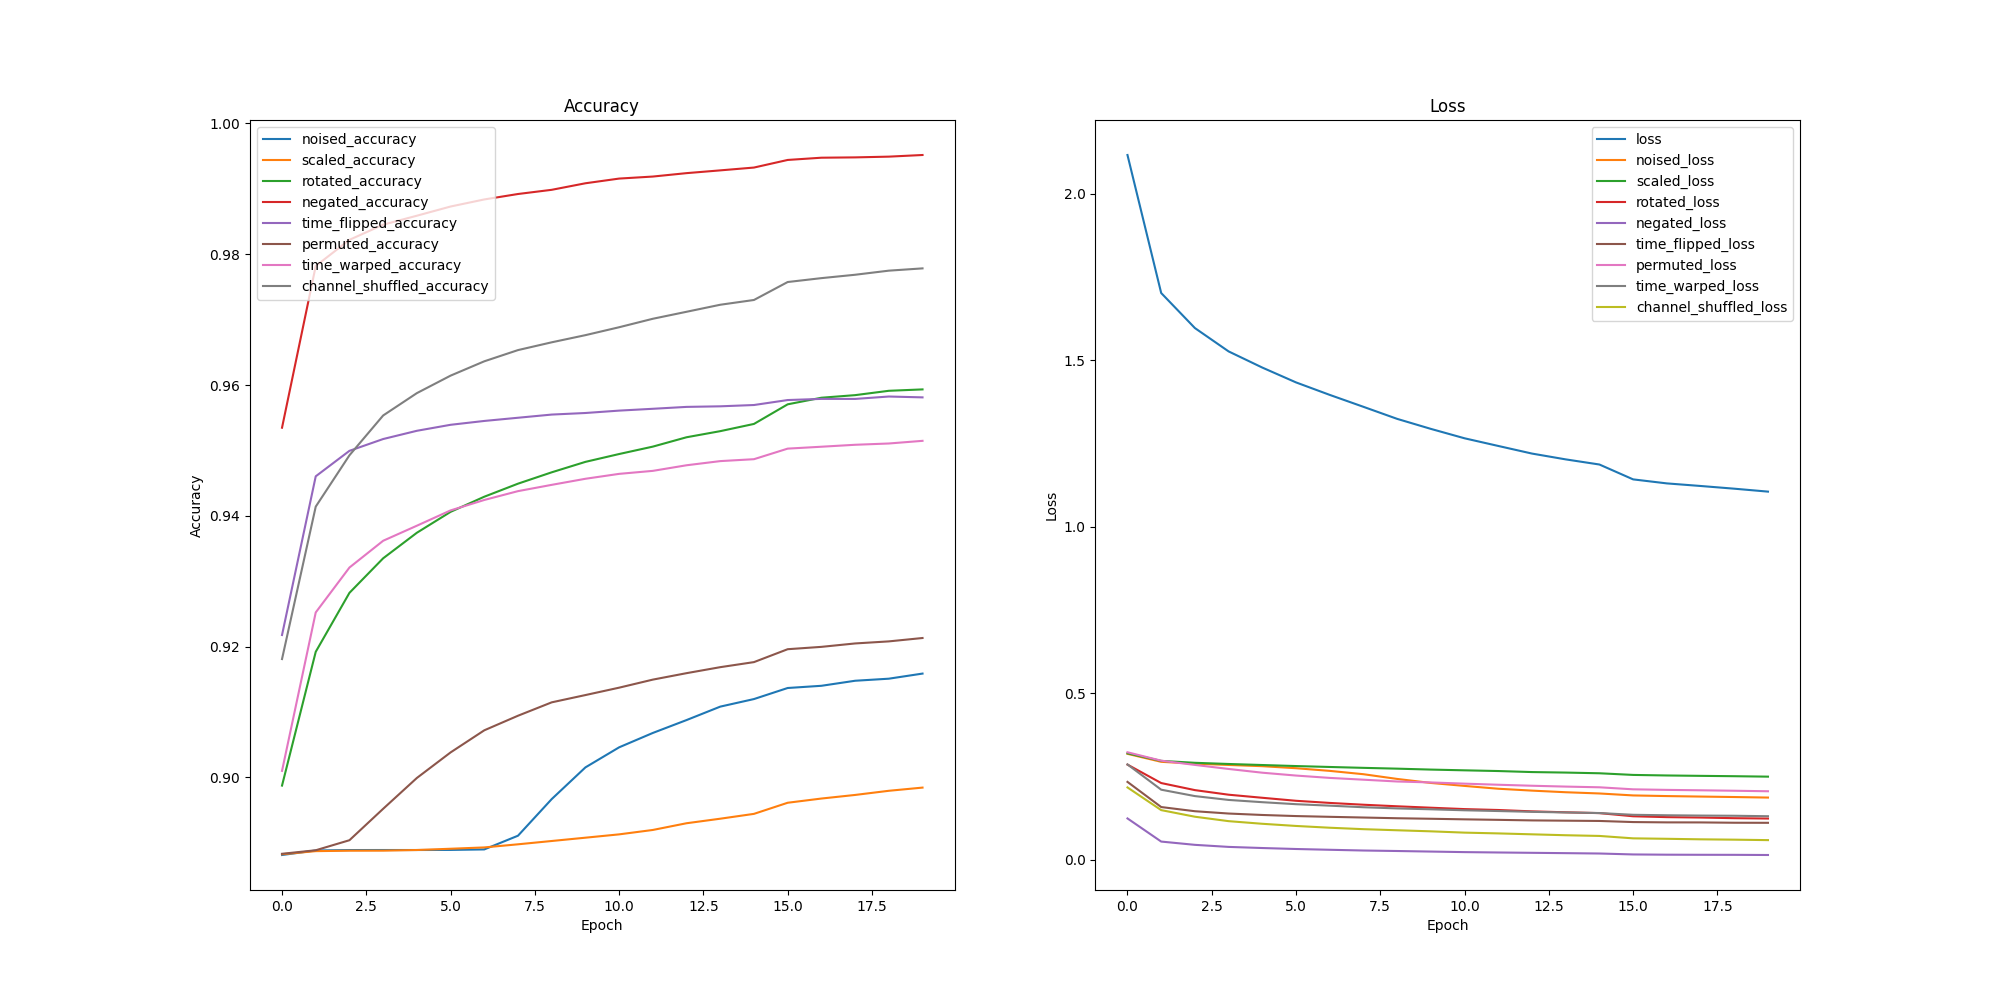 Accuracy
1.00
0.98
0.96
0.94
0.92
0.90
Accuracy
noised_accuracy
scaled_accuracy
rotated_accuracy
negated_accuracy
time_flipped_accuracy
permuted_accuracy
time_warped_accuracy
channel_shuffled_accuracy
0.0 2.5 5.0 7.5 10.0 12.5 15.0 17.5
Epoch
Loss
2.0
1.5
1.0
0.5
0.0
Loss
loss
noised_loss
scaled_loss
rotated_loss
negated_loss
time_flipped_loss
permuted_loss
time_warped_loss
channel_shuffled_loss
0.0 2.5 5.0 7.5 10.0 12.5 15.0 17.5
Epoch